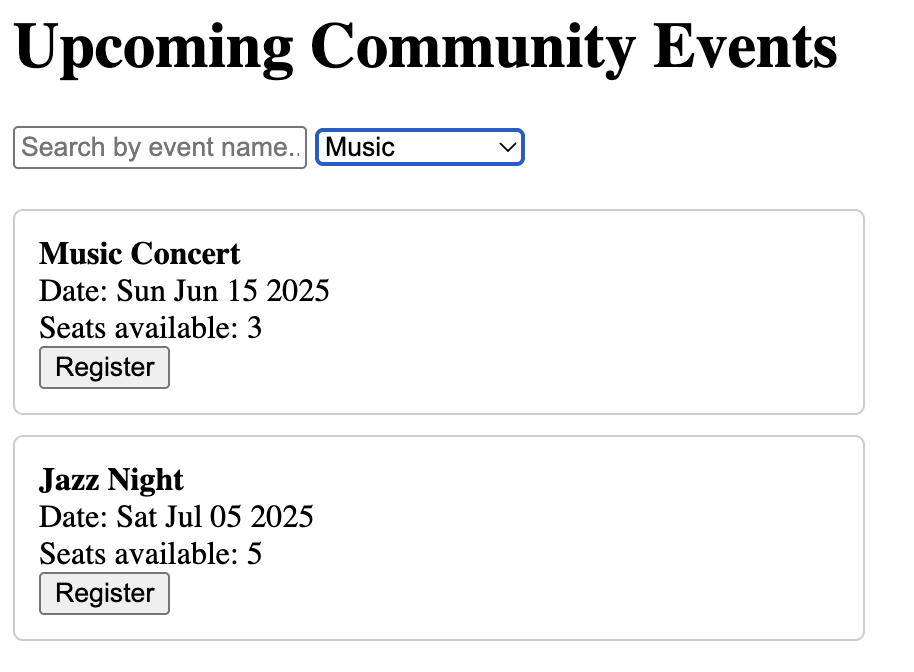 Upcoming Community Events
Search by event name.. Music
Music Concert
Date: Sun Jun 15 2025
Seats available: 3
Register
Jazz Night
Date: Sat Jul 05 2025
Seats available: 5
Register